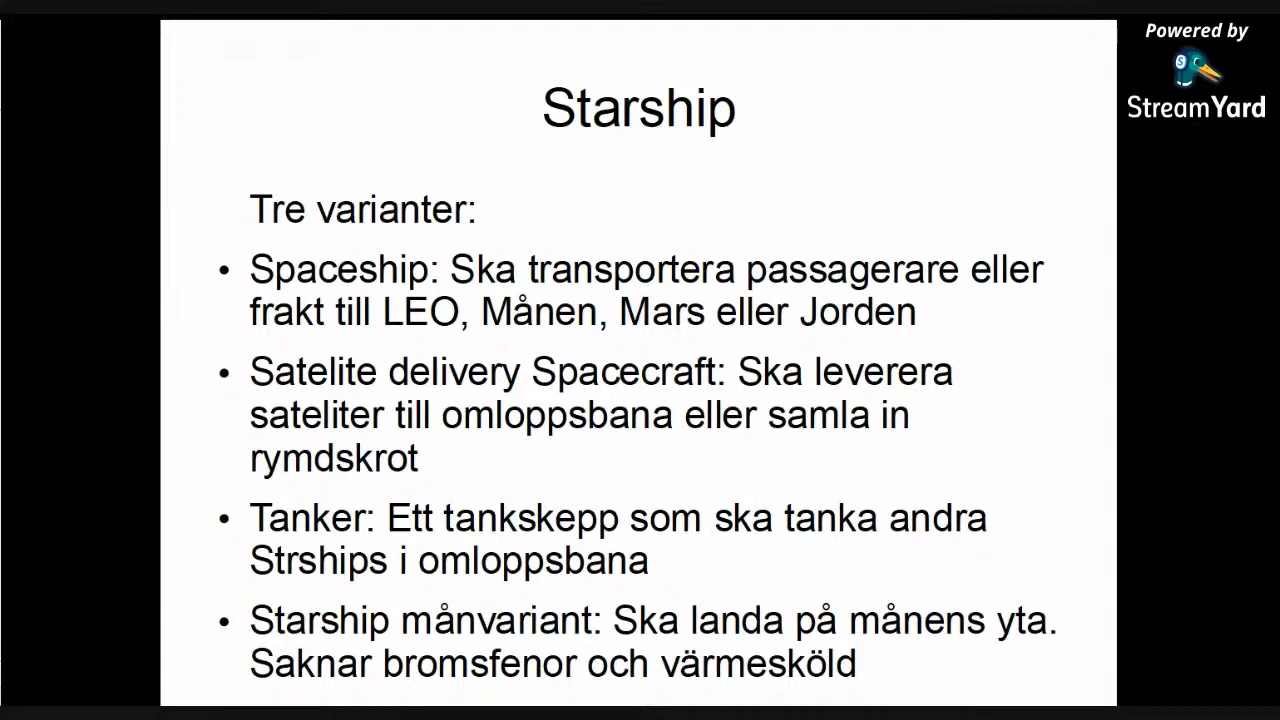 Powered by
StreamYard
Starship
Tre varianter:
• Spaceship: Ska transportera passagerare eller
frakt till LEO, Månen, Mars eller Jorden
• Satelite delivery Spacecraft: Ska leverera
sateliter till omloppsbana eller samla in
rymdskrot
• Tanker: Ett tankskepp som ska tanka andra
Strships i omloppsbana
• Starship månvariant: Ska landa på månens yta.
Saknar bromsfenor och värmesköld